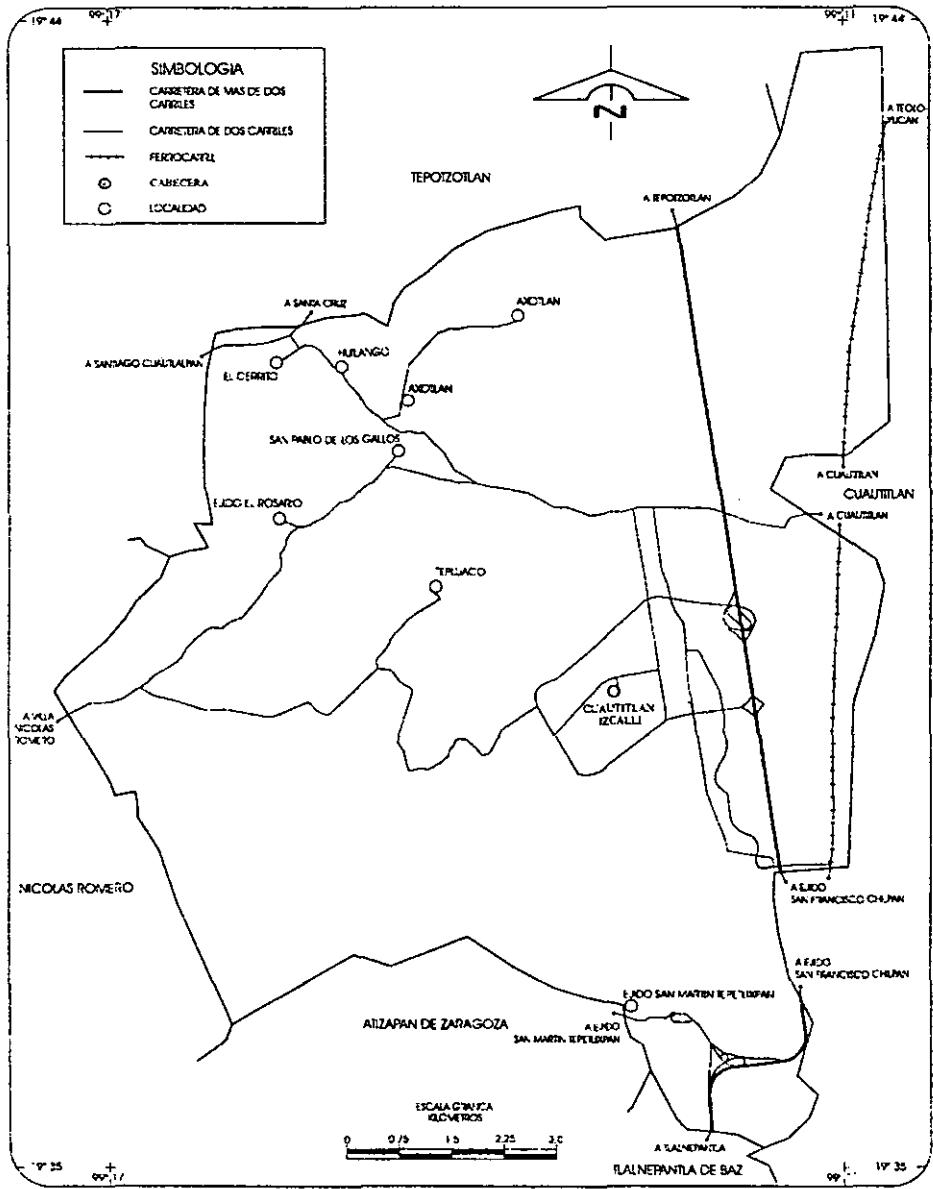 19° 44'
99° 17'
99° 11'
19° 44'
SIMBOLOGIA
CARRETERA DE MAS DE DOS
CARRILES
CARRETERA DE DOS CARRILES
FERROCARRIL
CABECERA
LOCALIDAD
N
A TEOLO-
YUCAN
TEPOTZOTLAN
A TEPOTZOTLAN
A SANTA CRUZ
AXOTLAN
A SANTIAGO CUAUTLALPAN
HUILANGO
EL CERRITO
AXOTLAN
SAN PABLO DE LOS GALLOS
A CUAUTITLAN
CUAUTITLAN
EJIDO EL ROSARIO
A CUAUTITLAN
TEPUJACO
CUAUTITLAN
IZCALLI
A VILLA
NICOLAS
ROMERO
NICOLAS ROMERO
A EJIDO
SAN FRANCISCO CHILPAN
A EJIDO
SAN FRANCISCO CHILPAN
EJIDO SAN MARTIN TEPETLIXPAN
ATIZAPAN DE ZARAGOZA
A EJIDO
SAN MARTIN TEPETLIXPAN
ESCALA GRAFICA
KILOMETROS
0 0.75 1.5 2.25 3.0
A TLALNEPANTLA
TLALNEPANTLA DE BAZ
19° 35
99° 17
19° 35